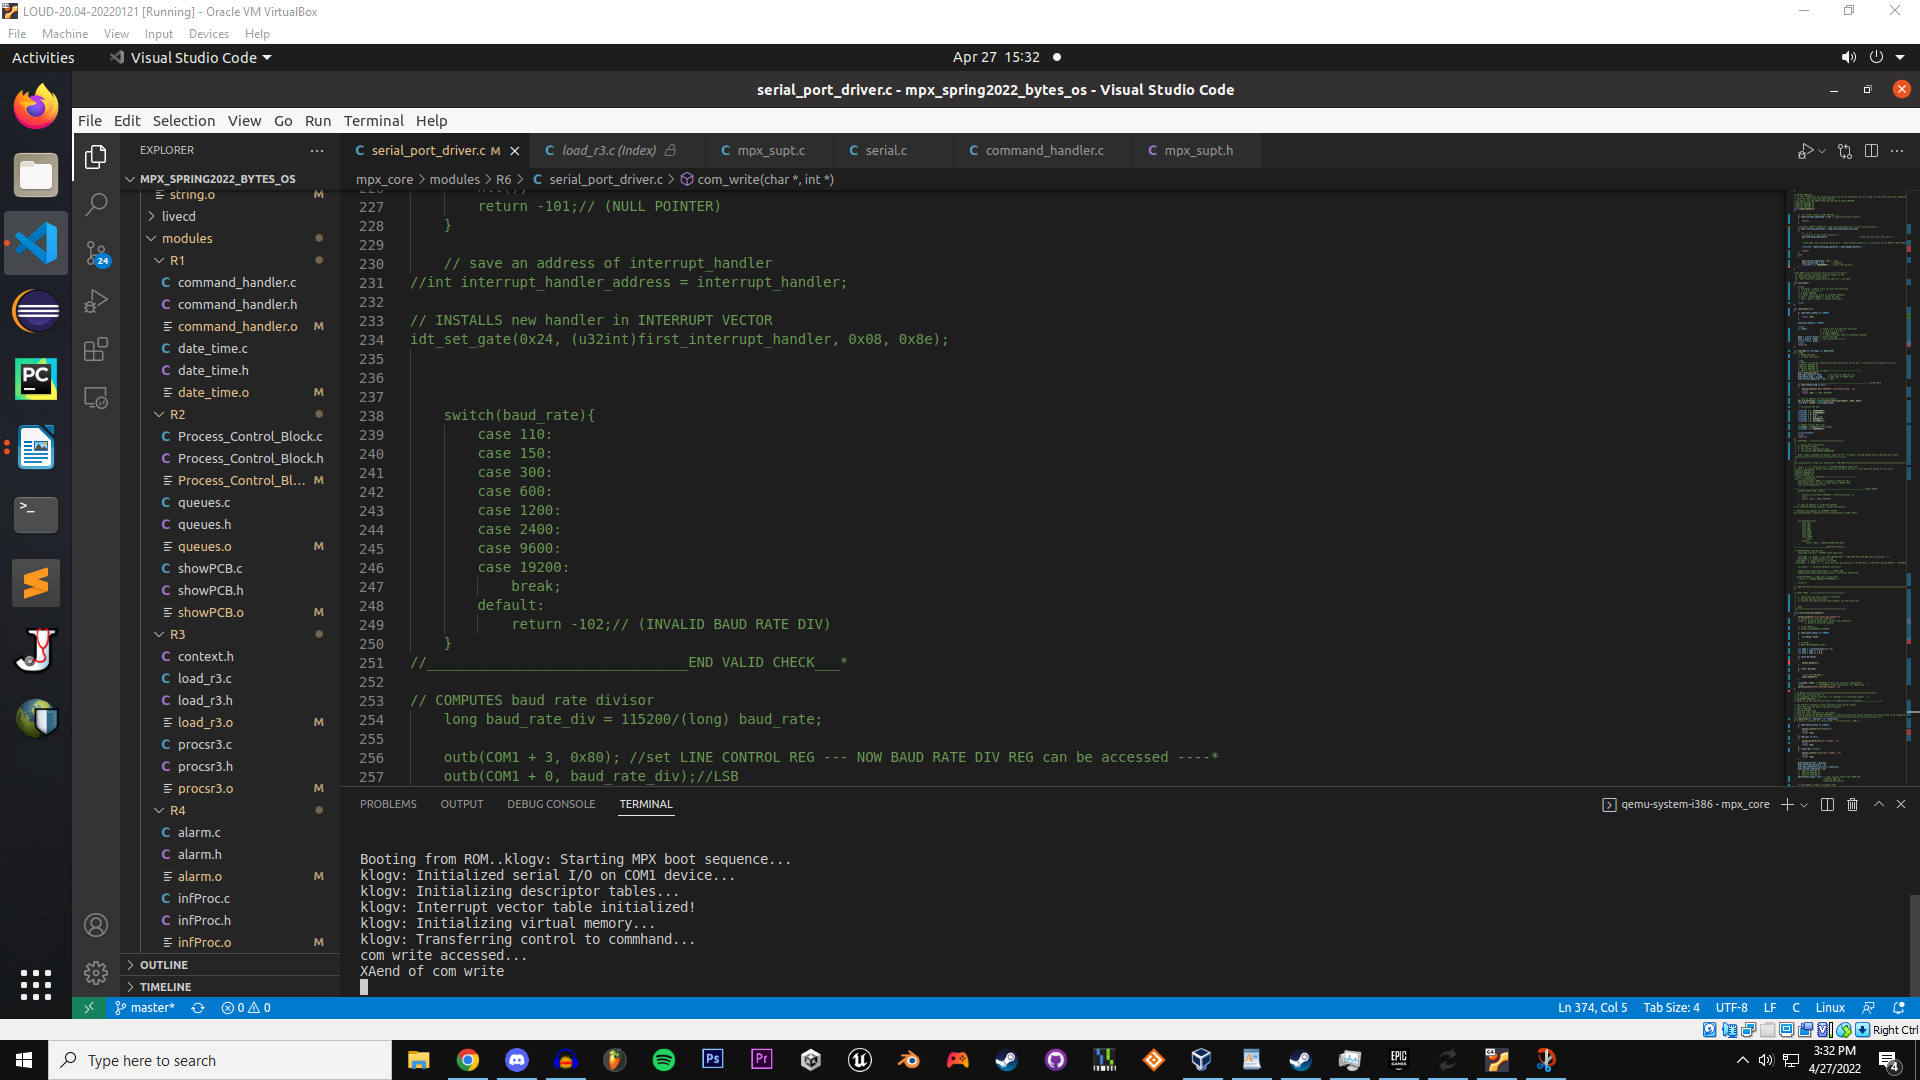 LOUD-20.04-20220121 [Running] - Oracle VM VirtualBox
File Machine View Input Devices Help
Activities Visual Studio Code Apr 27 15:32
serial_port_driver.c - mpx_spring2022_bytes_os - Visual Studio Code
File Edit Selection View Go Run Terminal Help
EXPLORER
MPX_SPRING2022_BYTES_OS
string.o M
livecd
modules
R1
command_handler.c
command_handler.h
command_handler.o M
date_time.c
date_time.h
date_time.o M
R2
Process_Control_Block.c
Process_Control_Block.h
Process_Control_Bl... M
queues.c
queues.h
queues.o M
showPCB.c
showPCB.h
showPCB.o M
R3
context.h
load_r3.c
load_r3.h
load_r3.o M
procsr3.c
procsr3.h
procsr3.o M
R4
alarm.c
alarm.h
alarm.o M
infProc.c
infProc.h
infProc.o M
OUTLINE
TIMELINE
24
serial_port_driver.c M load_r3.c (Index) mpx_supt.c serial.c command_handler.c mpx_supt.h
mpx_core > modules > R6 > serial_port_driver.c > com_write(char *, int *)
227 return -101;// (NULL POINTER)
228 }
229
230 // save an address of interrupt_handler
231 //int interrupt_handler_address = interrupt_handler;
232
233 // INSTALLS new handler in INTERRUPT VECTOR
234 idt_set_gate(0x24, (u32int)first_interrupt_handler, 0x08, 0x8e);
235
236
237
238 switch(baud_rate){
239 case 110:
240 case 150:
241 case 300:
242 case 600:
243 case 1200:
244 case 2400:
245 case 9600:
246 case 19200:
247 break;
248 default:
249 return -102;// (INVALID BAUD RATE DIV)
250 }
251 //_______________________________END VALID CHECK___*
252
253 // COMPUTES baud rate divisor
254 long baud_rate_div = 115200/(long) baud_rate;
255
256 outb(COM1 + 3, 0x80); //set LINE CONTROL REG --- NOW BAUD RATE DIV REG can be accessed ----*
257 outb(COM1 + 0, baud_rate_div);//LSB
PROBLEMS OUTPUT DEBUG CONSOLE TERMINAL
qemu-system-i386 - mpx_core
Booting from ROM..klogv: Starting MPX boot sequence...
klogv: Initialized serial I/O on COM1 device...
klogv: Initializing descriptor tables...
klogv: Interrupt vector table initialized!
klogv: Initializing virtual memory...
klogv: Transferring control to commhand...
com write accessed...
XAend of com write
master* 0 0 Ln 374, Col 5 Tab Size: 4 UTF-8 LF C Linux
Right Ctrl
Type here to search
3:32 PM
4/27/2022
4